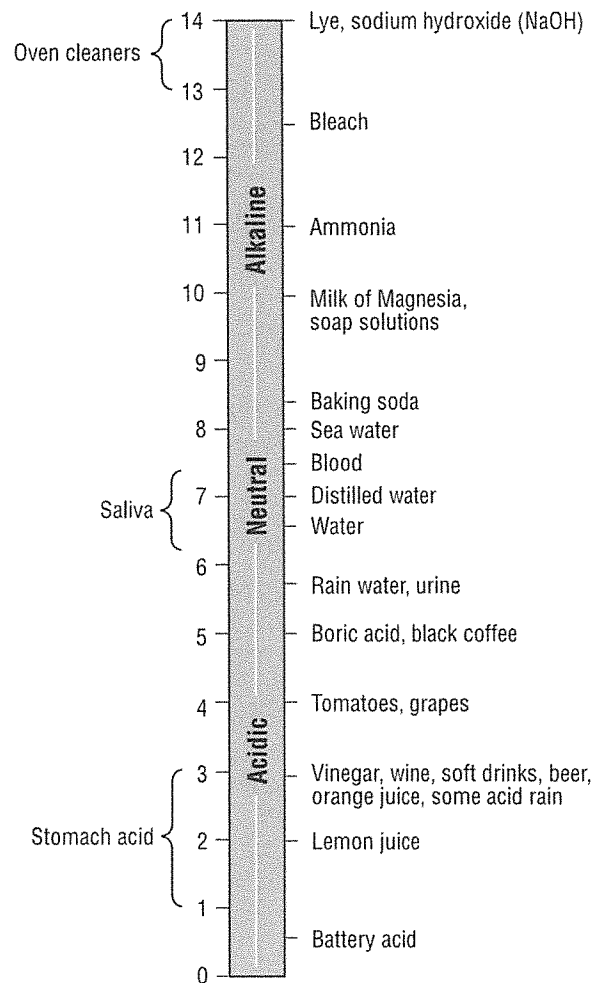 14
Lye, sodium hydroxide (NaOH)
Oven cleaners
13
Bleach
12
Alkaline
11
Ammonia
10
Milk of Magnesia,
soap solutions
9
Baking soda
8
Sea water
Blood
Neutral
7
Distilled water
Saliva
Water
6
Rain water, urine
5
Boric acid, black coffee
4
Tomatoes, grapes
Acidic
3
Vinegar, wine, soft drinks, beer,
orange juice, some acid rain
Stomach acid
2
Lemon juice
1
Battery acid
0